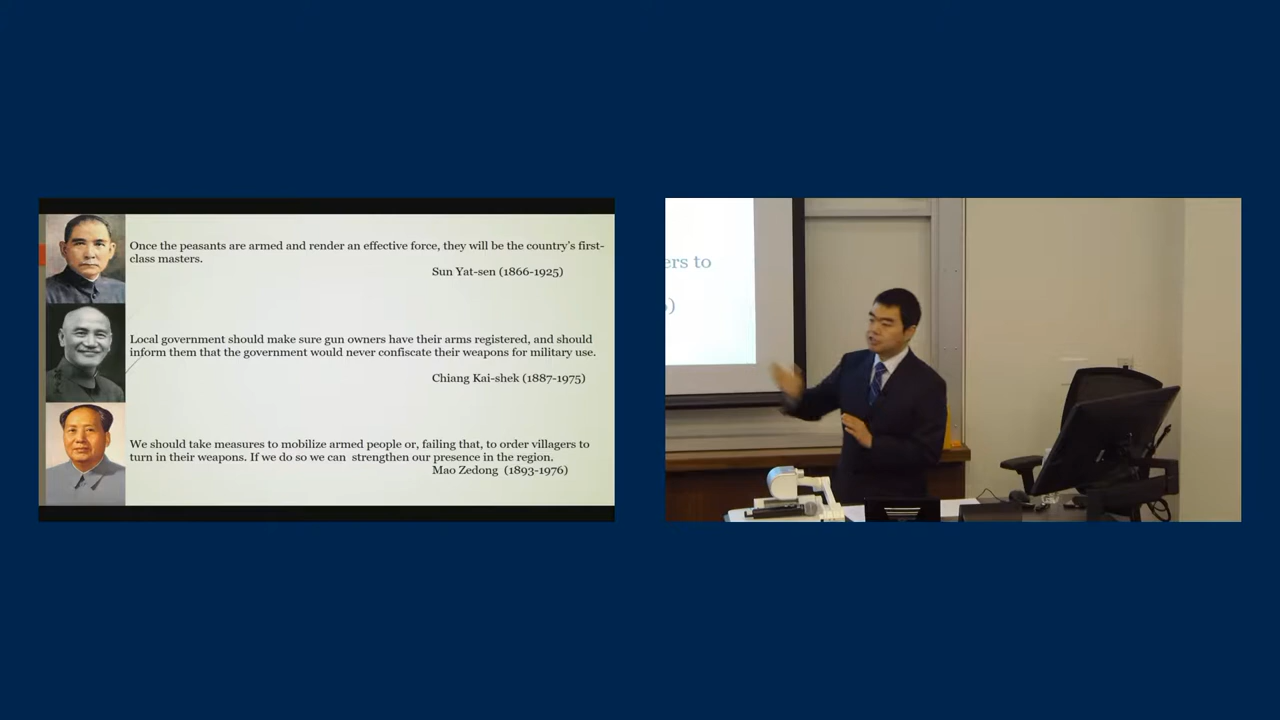 Once the peasants are armed and render an effective force, they will be the country's first-
class masters.
Sun Yat-sen (1866-1925)
Local government should make sure gun owners have their arms registered, and should
inform them that the government would never confiscate their weapons for military use.
Chiang Kai-shek (1887-1975)
We should take measures to mobilize armed people or, failing that, to order villagers to
turn in their weapons. If we do so we can strengthen our presence in the region.
Mao Zedong (1893-1976)
ers to
)